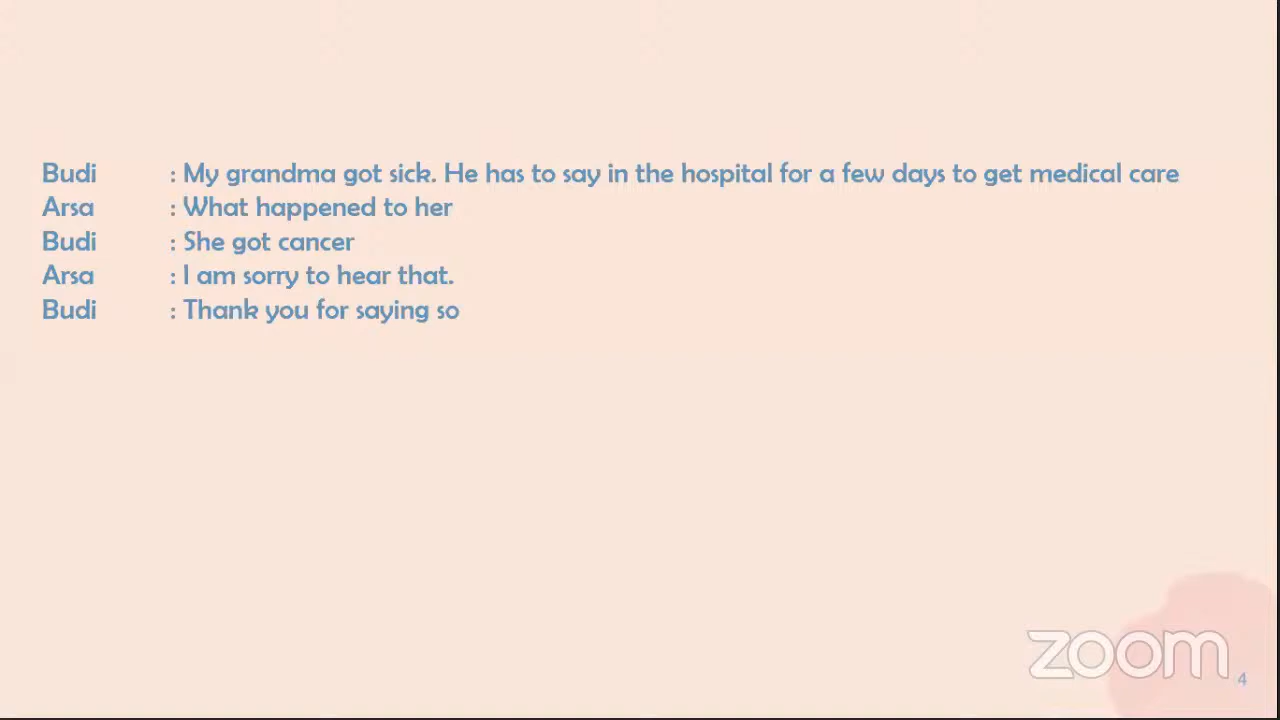 Budi : My grandma got sick. He has to say in the hospital for a few days to get medical care
Arsa : What happened to her
Budi : She got cancer
Arsa : I am sorry to hear that.
Budi : Thank you for saying so
zoom
4